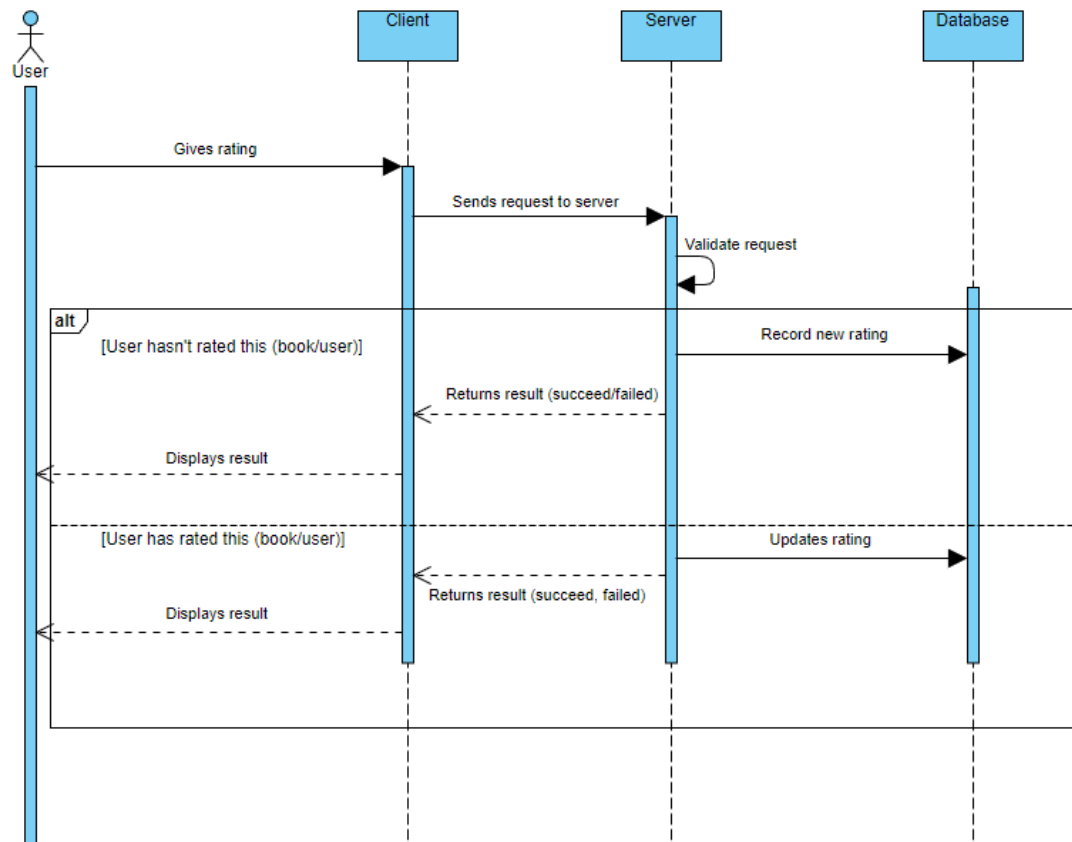 User
Client
Server
Database
Gives rating
Sends request to server
Validate request
alt
[User hasn't rated this (book/user)]
Record new rating
Returns result (succeed/failed)
Displays result
[User has rated this (book/user)]
Updates rating
Returns result (succeed, failed)
Displays result